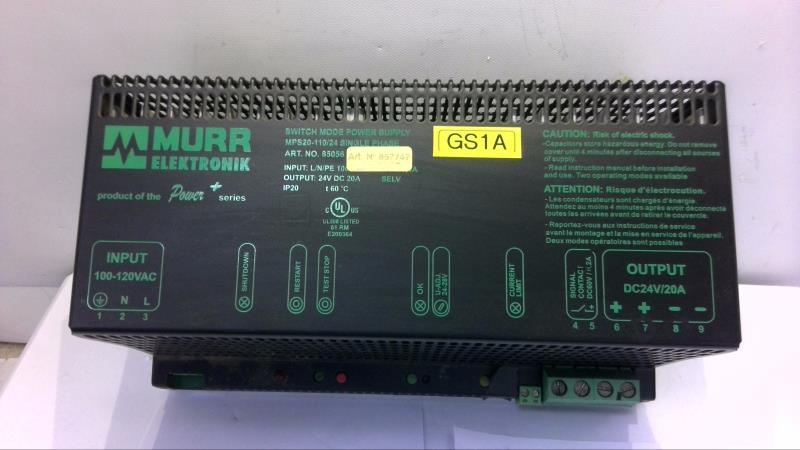 MURR
ELEKTRONIK
product of the Power+ series
SWITCH MODE POWER SUPPLY
MPS20-110/24 SINGLE PHASE
ART. NO. 85056
Art. N° 857747
INPUT: L/N/PE 100
OUTPUT: 24V DC 20A SELV
IP20 t 60 °C
C UL US
UL508 LISTED
61 RM
E200364
GS1A
CAUTION: Risk of electric shock.
-Capacitors store hazardous energy. Do not remove
cover until 4 minutes after disconnecting all sources
of supply.
- Read instruction manual before installation
and use. Two operating modes available
ATTENTION: Risque d'électrocution.
- Les condensateurs sont chargés d'énergie.
Attendez au moins 4 minutes après avoir déconnecté
toutes les arrivées avant de retirer le couvercle.
- Reportez-vous aux instructions de service
avant le montage et la mise en service de l'appareil.
Deux modes opératoires sont possibles
INPUT
100-120VAC
N L
1 2 3
SHUTDOWN
RESTART
TEST STOP
OK
U-ADJ.
24-28V
CURRENT
LIMIT
SIGNAL
CONTACT
DC60V/1.2A
4 5
OUTPUT
DC24V/20A
+ + - -
6 7 8 9